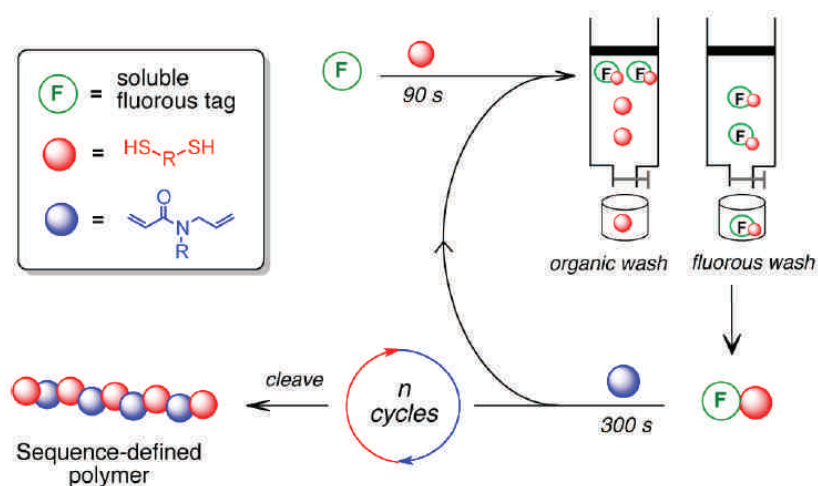 F = soluble
fluorous tag
= HS R SH
= O
N
R
F
90 s
F F
F
F
F
organic wash
fluorous wash
F
300 s
n
cycles
cleave
Sequence-defined
polymer